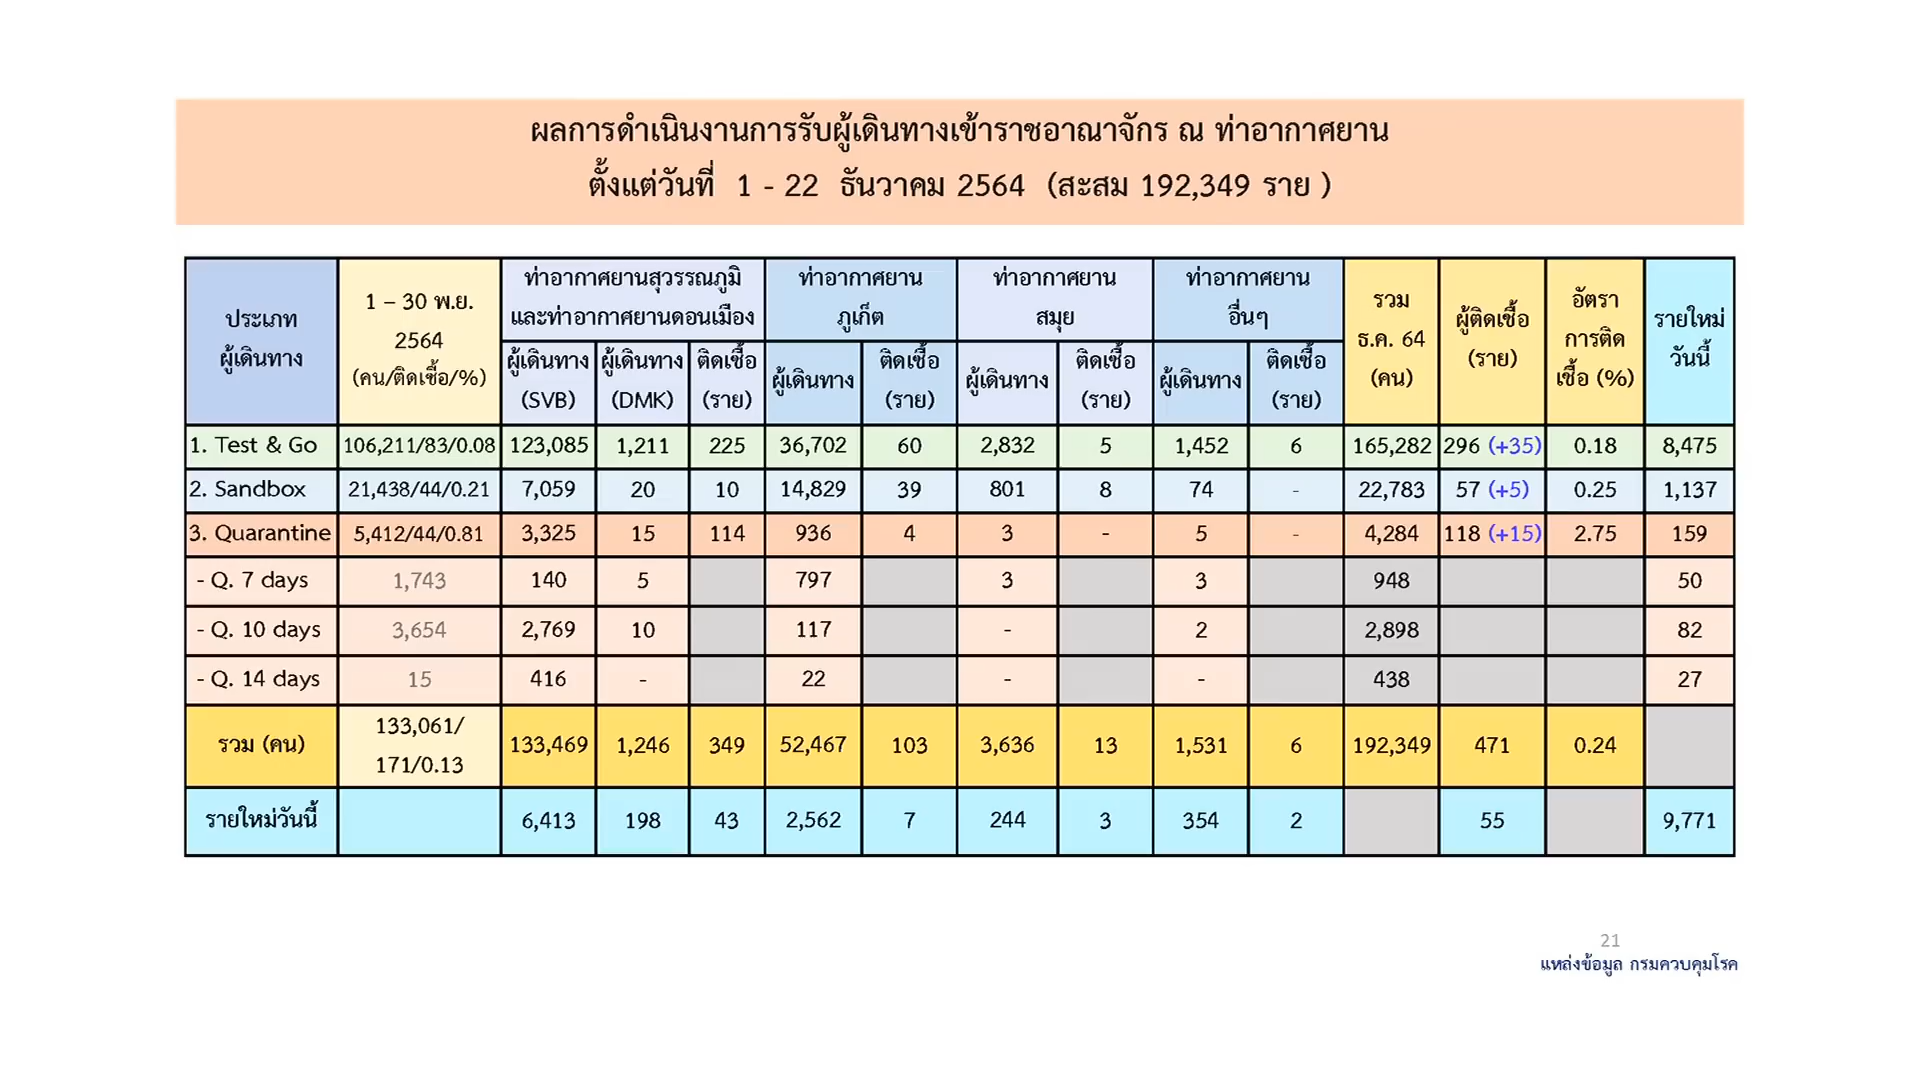 ผลการดำเนินงานการรับผู้เดินทางเข้าราชอาณาจักร ณ ท่าอากาศยาน
ตั้งแต่วันที่ 1 - 22 ธันวาคม 2564 (สะสม 192,349 ราย )
ประเภท
ผู้เดินทาง
1 – 30 พ.ย.
2564
(คน/ติดเชื้อ/%)
ท่าอากาศยานสุวรรณภูมิ
และท่าอากาศยานดอนเมือง
ท่าอากาศยาน
ภูเก็ต
ท่าอากาศยาน
สมุย
ท่าอากาศยาน
อื่นๆ
รวม
ธ.ค. 64
(คน)
ผู้ติดเชื้อ
(ราย)
อัตรา
การติด
เชื้อ (%)
รายใหม่
วันนี้
ผู้เดินทาง
(SVB)
ผู้เดินทาง
(DMK)
ติดเชื้อ
(ราย)
ผู้เดินทาง
ติดเชื้อ
(ราย)
ผู้เดินทาง
ติดเชื้อ
(ราย)
ผู้เดินทาง
ติดเชื้อ
(ราย)
1. Test & Go 106,211/83/0.08 123,085 1,211 225 36,702 60 2,832 5 1,452 6 165,282 296 (+35) 0.18 8,475
2. Sandbox 21,438/44/0.21 7,059 20 10 14,829 39 801 8 74 - 22,783 57 (+5) 0.25 1,137
3. Quarantine 5,412/44/0.81 3,325 15 114 936 4 3 - 5 - 4,284 118 (+15) 2.75 159
- Q. 7 days 1,743 140 5 797 3 3 948 50
- Q. 10 days 3,654 2,769 10 117 - 2 2,898 82
- Q. 14 days 15 416 - 22 - - 438 27
รวม (คน) 133,061/
171/0.13 133,469 1,246 349 52,467 103 3,636 13 1,531 6 192,349 471 0.24
รายใหม่วันนี้ 6,413 198 43 2,562 7 244 3 354 2 55 9,771
21
แหล่งข้อมูล กรมควบคุมโรค